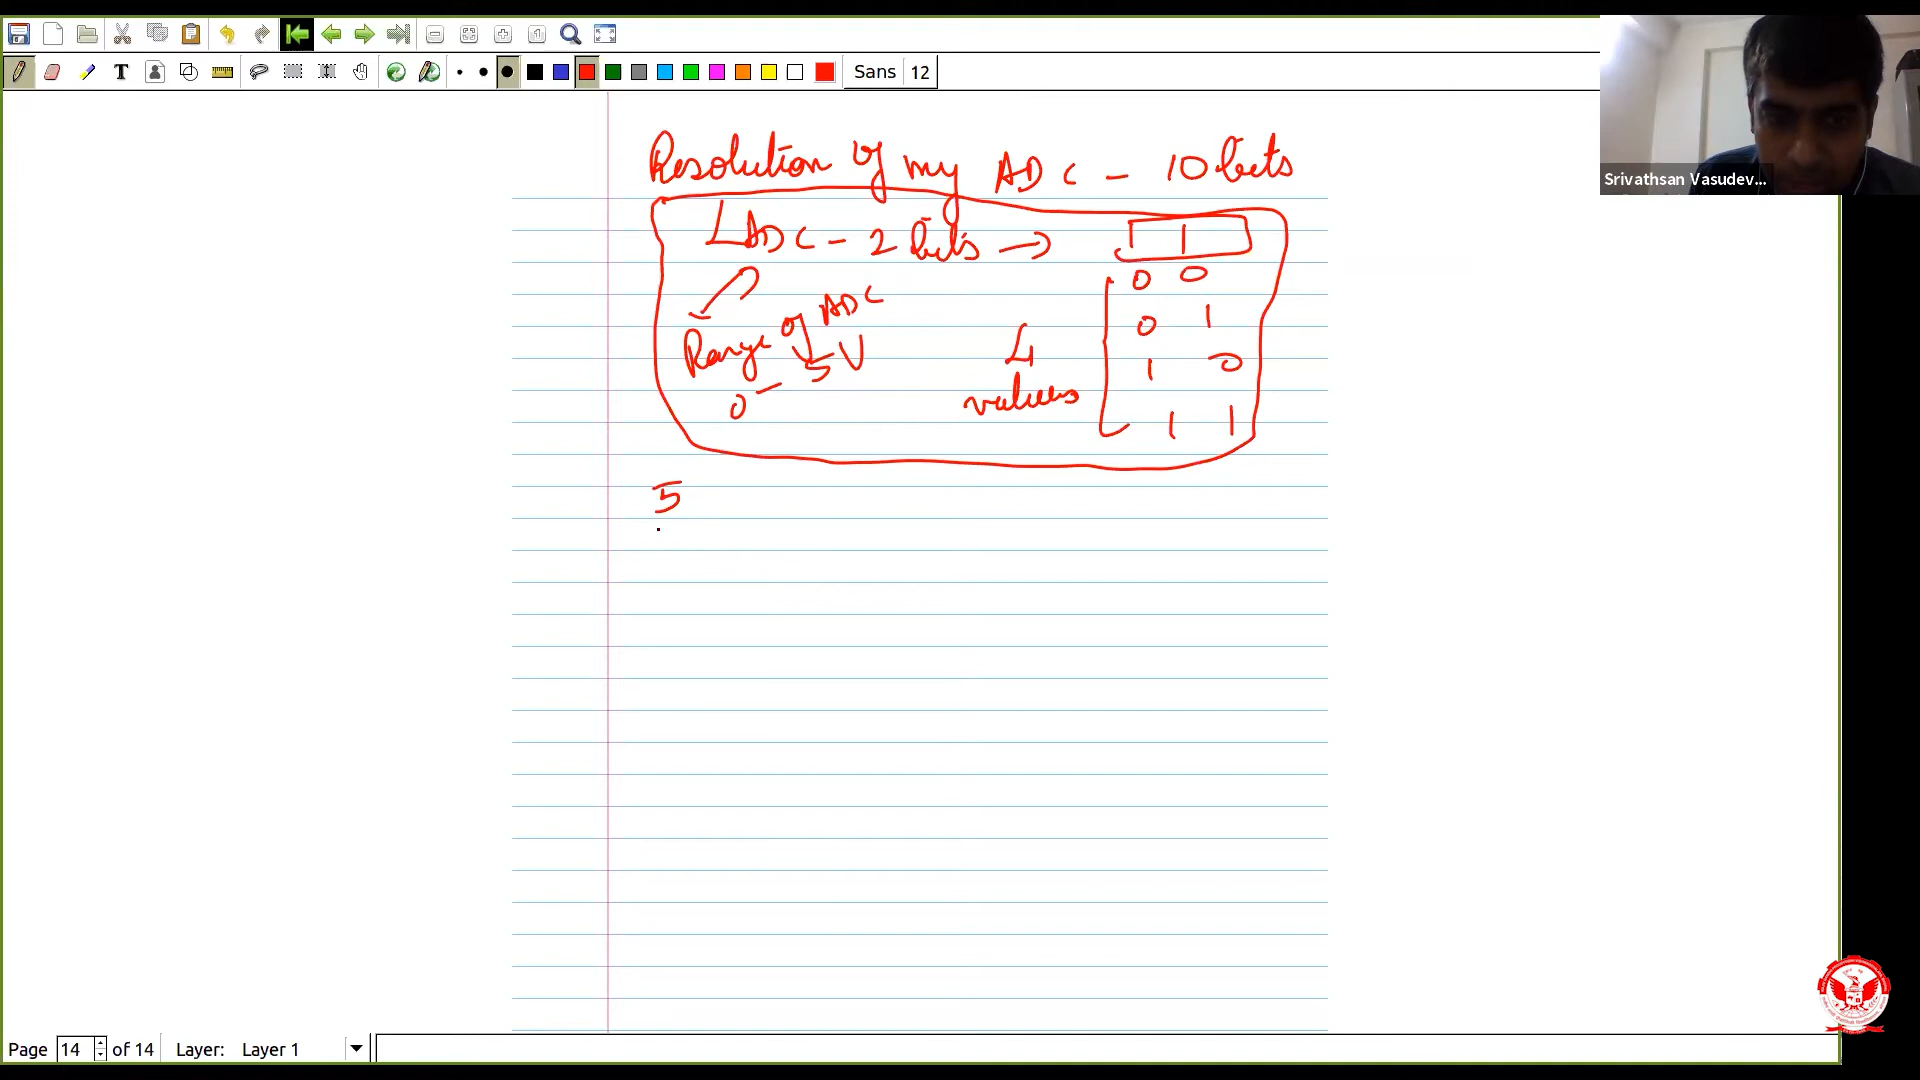 Sans 12
Srivathsan Vasudev...
Resolution of my ADC - 10 bits
ADC - 2 bits →
0 0
Range of ADC
0 - 5V
0 1
4
values
1 0
1 1
5
Page 14 of 14 Layer: Layer 1